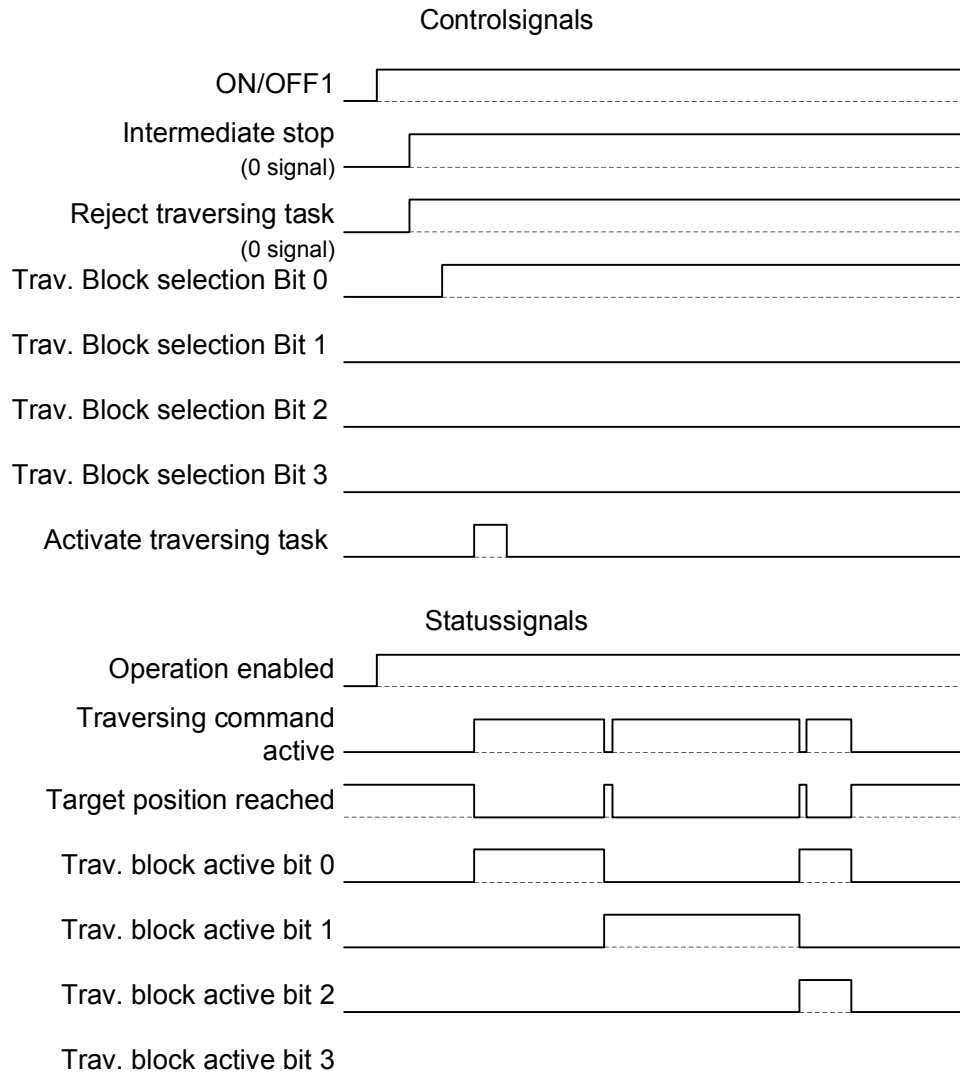 Controlsignals
ON/OFF1
Intermediate stop
(0 signal)
Reject traversing task
(0 signal)
Trav. Block selection Bit 0
Trav. Block selection Bit 1
Trav. Block selection Bit 2
Trav. Block selection Bit 3
Activate traversing task
Statussignals
Operation enabled
Traversing command
active
Target position reached
Trav. block active bit 0
Trav. block active bit 1
Trav. block active bit 2
Trav. block active bit 3